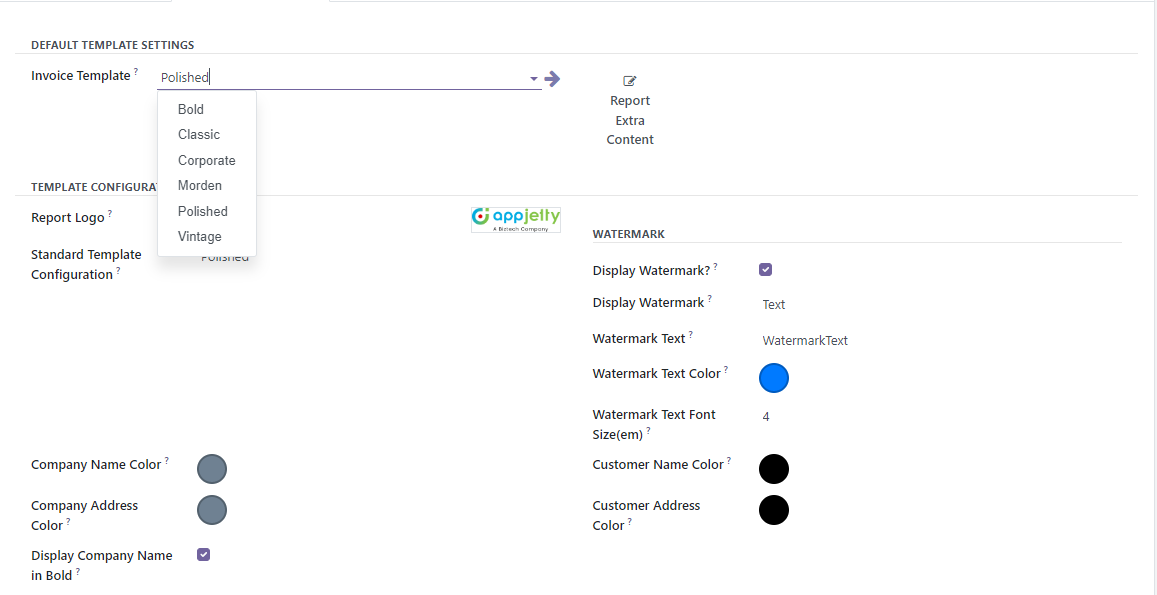 DEFAULT TEMPLATE SETTINGS
Invoice Template ?
Polished
Bold
Classic
Corporate
Morden
Polished
Vintage
Report
Extra
Content
TEMPLATE CONFIGURA
Report Logo ?
appjetty
A Biztech Company
Standard Template
Configuration ?
Polished
WATERMARK
Display Watermark? ?
Display Watermark ?
Text
Watermark Text ?
WatermarkText
Watermark Text Color ?
Watermark Text Font
Size(em) ?
4
Company Name Color ?
Customer Name Color ?
Company Address
Color ?
Customer Address
Color ?
Display Company Name
in Bold ?